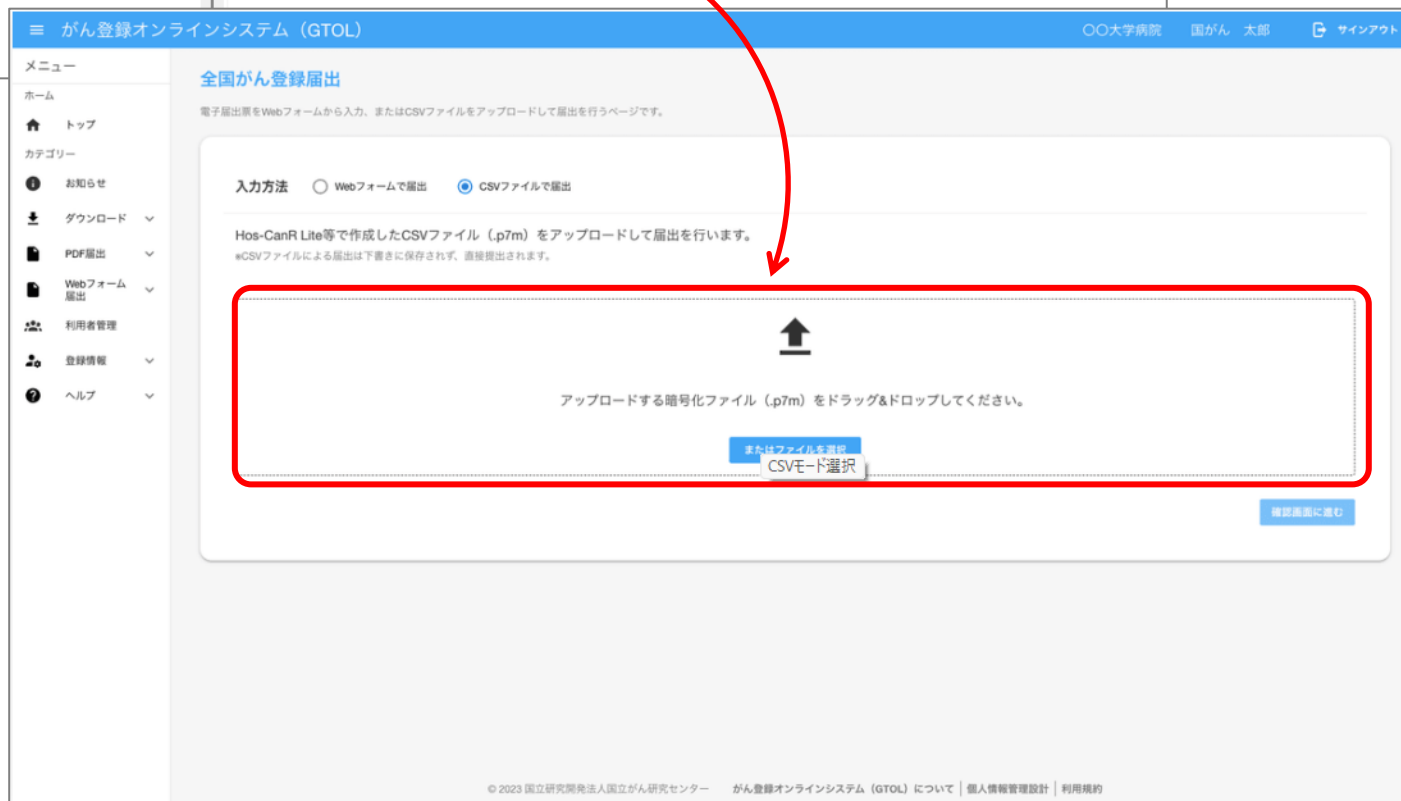 がん登録オンラインシステム（GTOL）
〇〇大学病院 国がん 太郎 サインアウト
メニュー
ホーム
トップ
カテゴリー
お知らせ
ダウンロード
PDF届出
Webフォーム
届出
利用者管理
登録情報
ヘルプ
全国がん登録届出
電子届出票をWebフォームから入力、またはCSVファイルをアップロードして届出を行うページです。
入力方法 Webフォームで届出 CSVファイルで届出
Hos-CanR Lite等で作成したCSVファイル（.p7m）をアップロードして届出を行います。
※CSVファイルによる届出は下書きに保存されず、直接提出されます。
アップロードする暗号化ファイル（.p7m）をドラッグ&ドロップしてください。
またはファイルを選択
CSVモード選択
確認画面に進む
© 2023 国立研究開発法人国立がん研究センター がん登録オンラインシステム（GTOL）について | 個人情報管理設計 | 利用規約